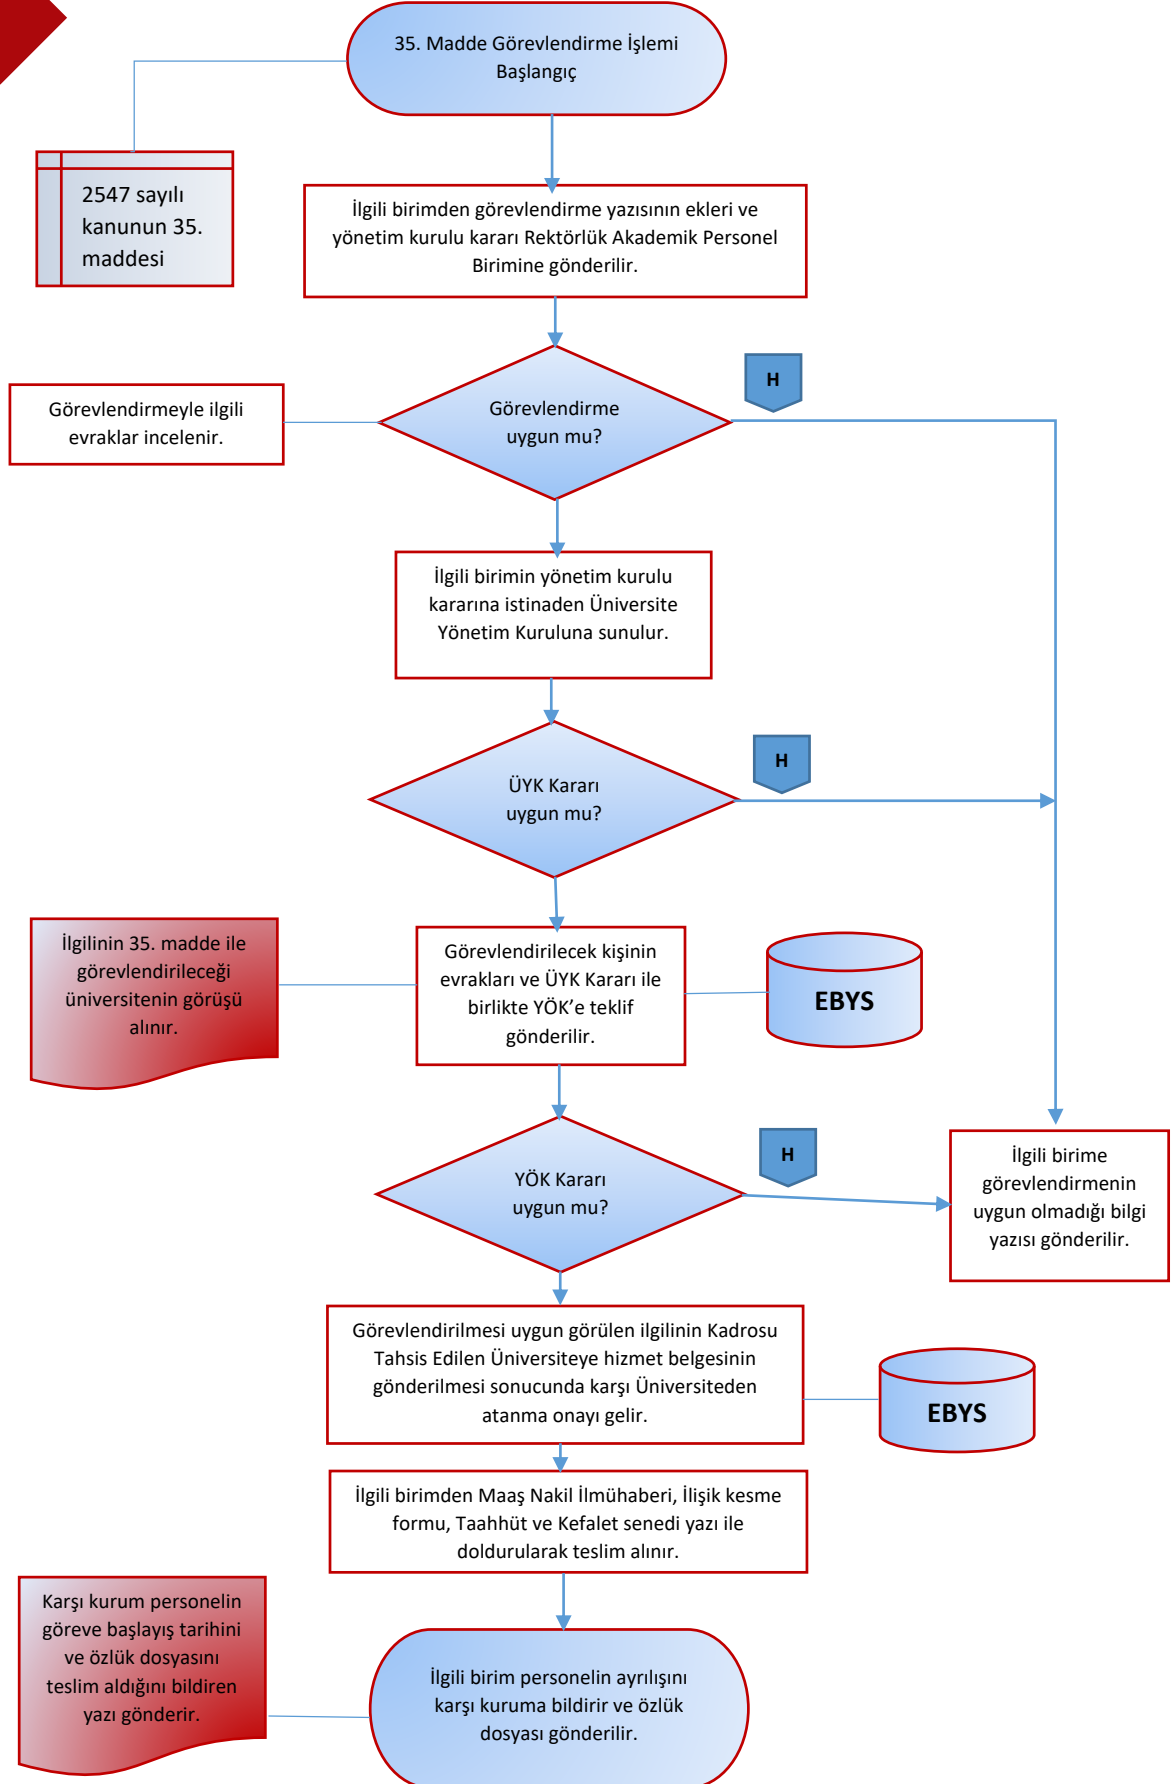 35. Madde Görevlendirme İşlemi
Başlangıç
2547 sayılı
kanunun 35.
maddesi
İlgili birimden görevlendirme yazısının ekleri ve
yönetim kurulu kararı Rektörlük Akademik Personel
Birimine gönderilir.
H
Görevlendirmeyle ilgili
evraklar incelenir.
Görevlendirme
uygun mu?
İlgili birimin yönetim kurulu
kararına istinaden Üniversite
Yönetim Kuruluna sunulur.
H
ÜYK Kararı
uygun mu?
İlgilinin 35. madde ile
görevlendirileceği
üniversitenin görüşü
alınır.
Görevlendirilecek kişinin
evrakları ve ÜYK Kararı ile
birlikte YÖK’e teklif
gönderilir.
EBYS
H
YÖK Kararı
uygun mu?
İlgili birime
görevlendirmenin
uygun olmadığı bilgi
yazısı gönderilir.
Görevlendirilmesi uygun görülen ilgilinin Kadrosu
Tahsis Edilen Üniversiteye hizmet belgesinin
gönderilmesi sonucunda karşı Üniversiteden
atanma onayı gelir.
EBYS
İlgili birimden Maaş Nakil İlmühaberi, İlişik kesme
formu, Taahhüt ve Kefalet senedi yazı ile
doldurularak teslim alınır.
Karşı kurum personelin
göreve başlayış tarihini
ve özlük dosyasını
teslim aldığını bildiren
yazı gönderir.
İlgili birim personelin ayrılışını
karşı kuruma bildirir ve özlük
dosyası gönderilir.